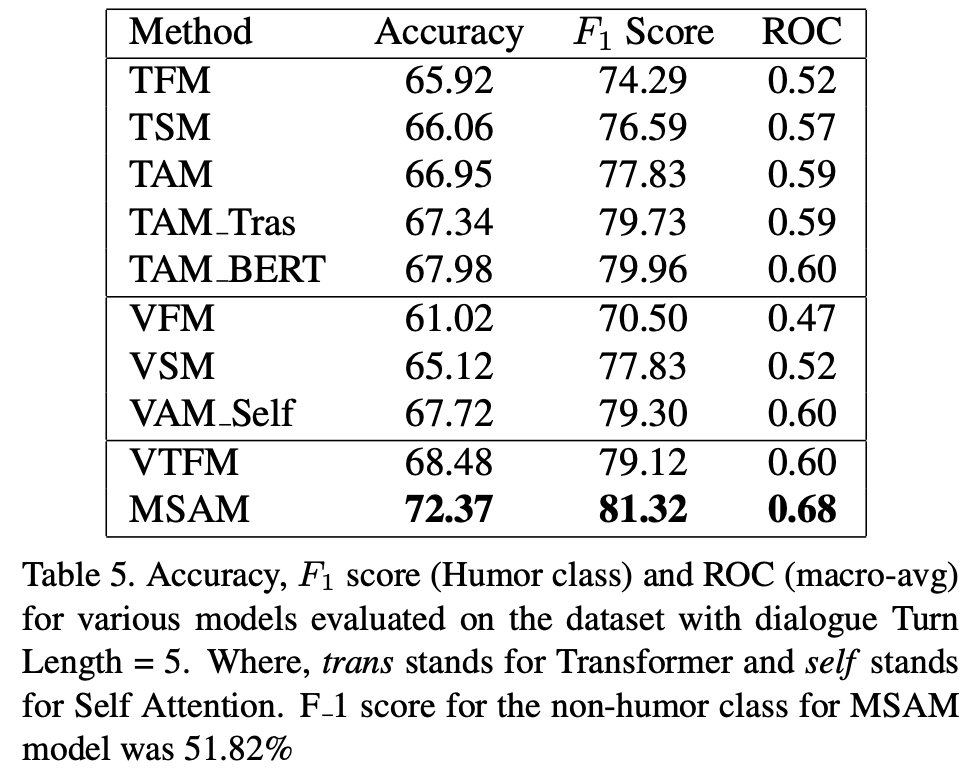 Method Accuracy F1 Score ROC
TFM 65.92 74.29 0.52
TSM 66.06 76.59 0.57
TAM 66.95 77.83 0.59
TAM_Tras 67.34 79.73 0.59
TAM_BERT 67.98 79.96 0.60
VFM 61.02 70.50 0.47
VSM 65.12 77.83 0.52
VAM_Self 67.72 79.30 0.60
VTFM 68.48 79.12 0.60
MSAM 72.37 81.32 0.68
Table 5. Accuracy, F1 score (Humor class) and ROC (macro-avg)
for various models evaluated on the dataset with dialogue Turn
Length = 5. Where, trans stands for Transformer and self stands
for Self Attention. F_1 score for the non-humor class for MSAM
model was 51.82%